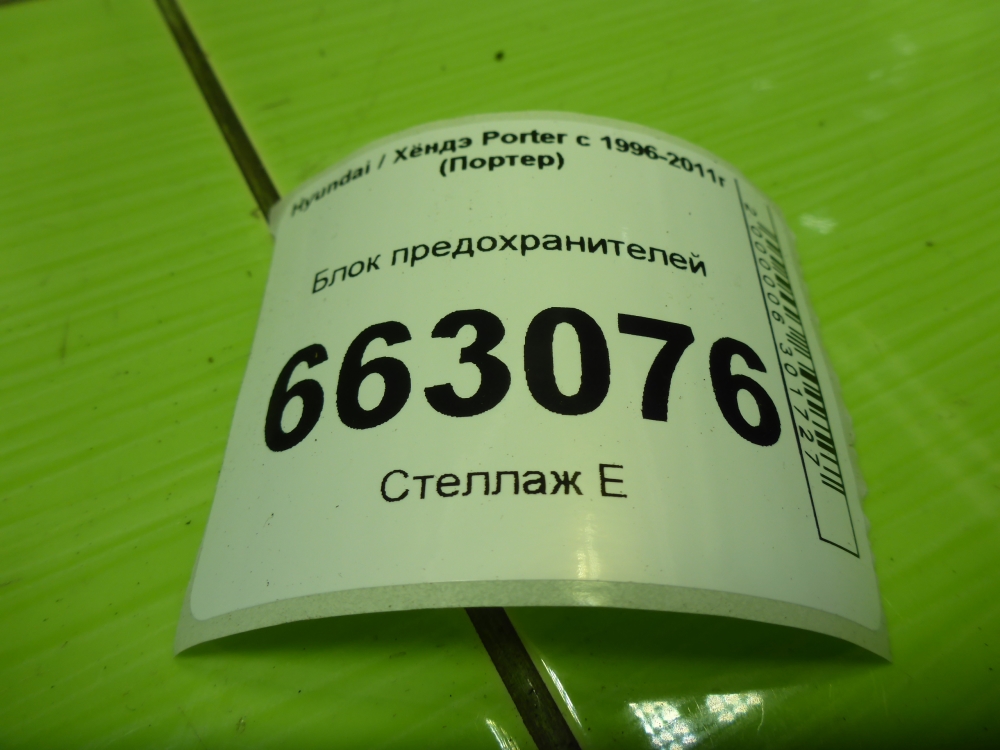 Hyundai / Хёндэ Porter с 1996-2011г
(Портер)
Блок предохранителей
663076
Стеллаж Е
2000006301727